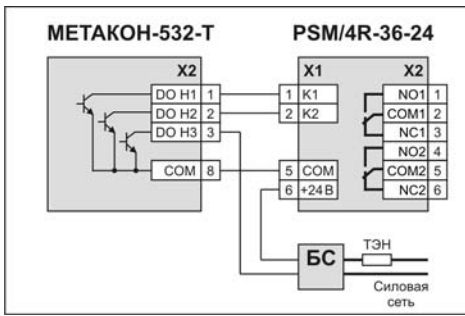 МЕТАКОН-532-Т PSM/4R-36-24
X2 X1 X2
DO H1 1 1 K1 NO1 1
DO H2 2 2 K2 COM1 2
DO H3 3 NC1 3
NO2 4
COM 8 5 COM COM2 5
6 +24 В NC2 6
БС ТЭН
Силовая
сеть